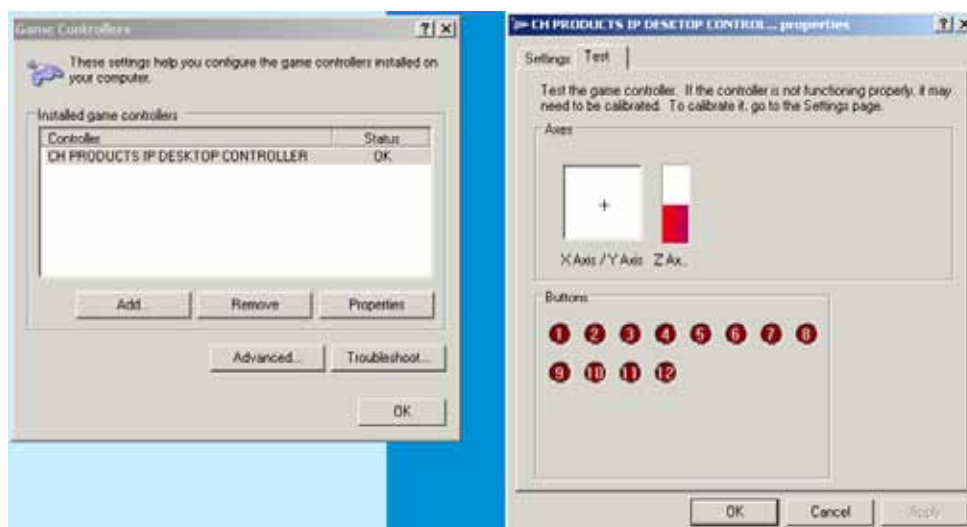 Game Controllers
These settings help you configure the game controllers installed on
your computer.
Installed game controllers
Controller Status
CH PRODUCTS IP DESKTOP CONTROLLER OK
Add...
Remove
Properties
Advanced...
Troubleshoot...
OK
CH PRODUCTS IP DESKTOP CONTROL... properties
Settings Test
Test the game controller. If the controller is not functioning properly, it may
need to be calibrated. To calibrate it, go to the Settings page.
Axes
X Axis / Y Axis Z Ax..
Buttons
1 2 3 4 5 6 7 8
9 10 11 12
OK
Cancel
Apply